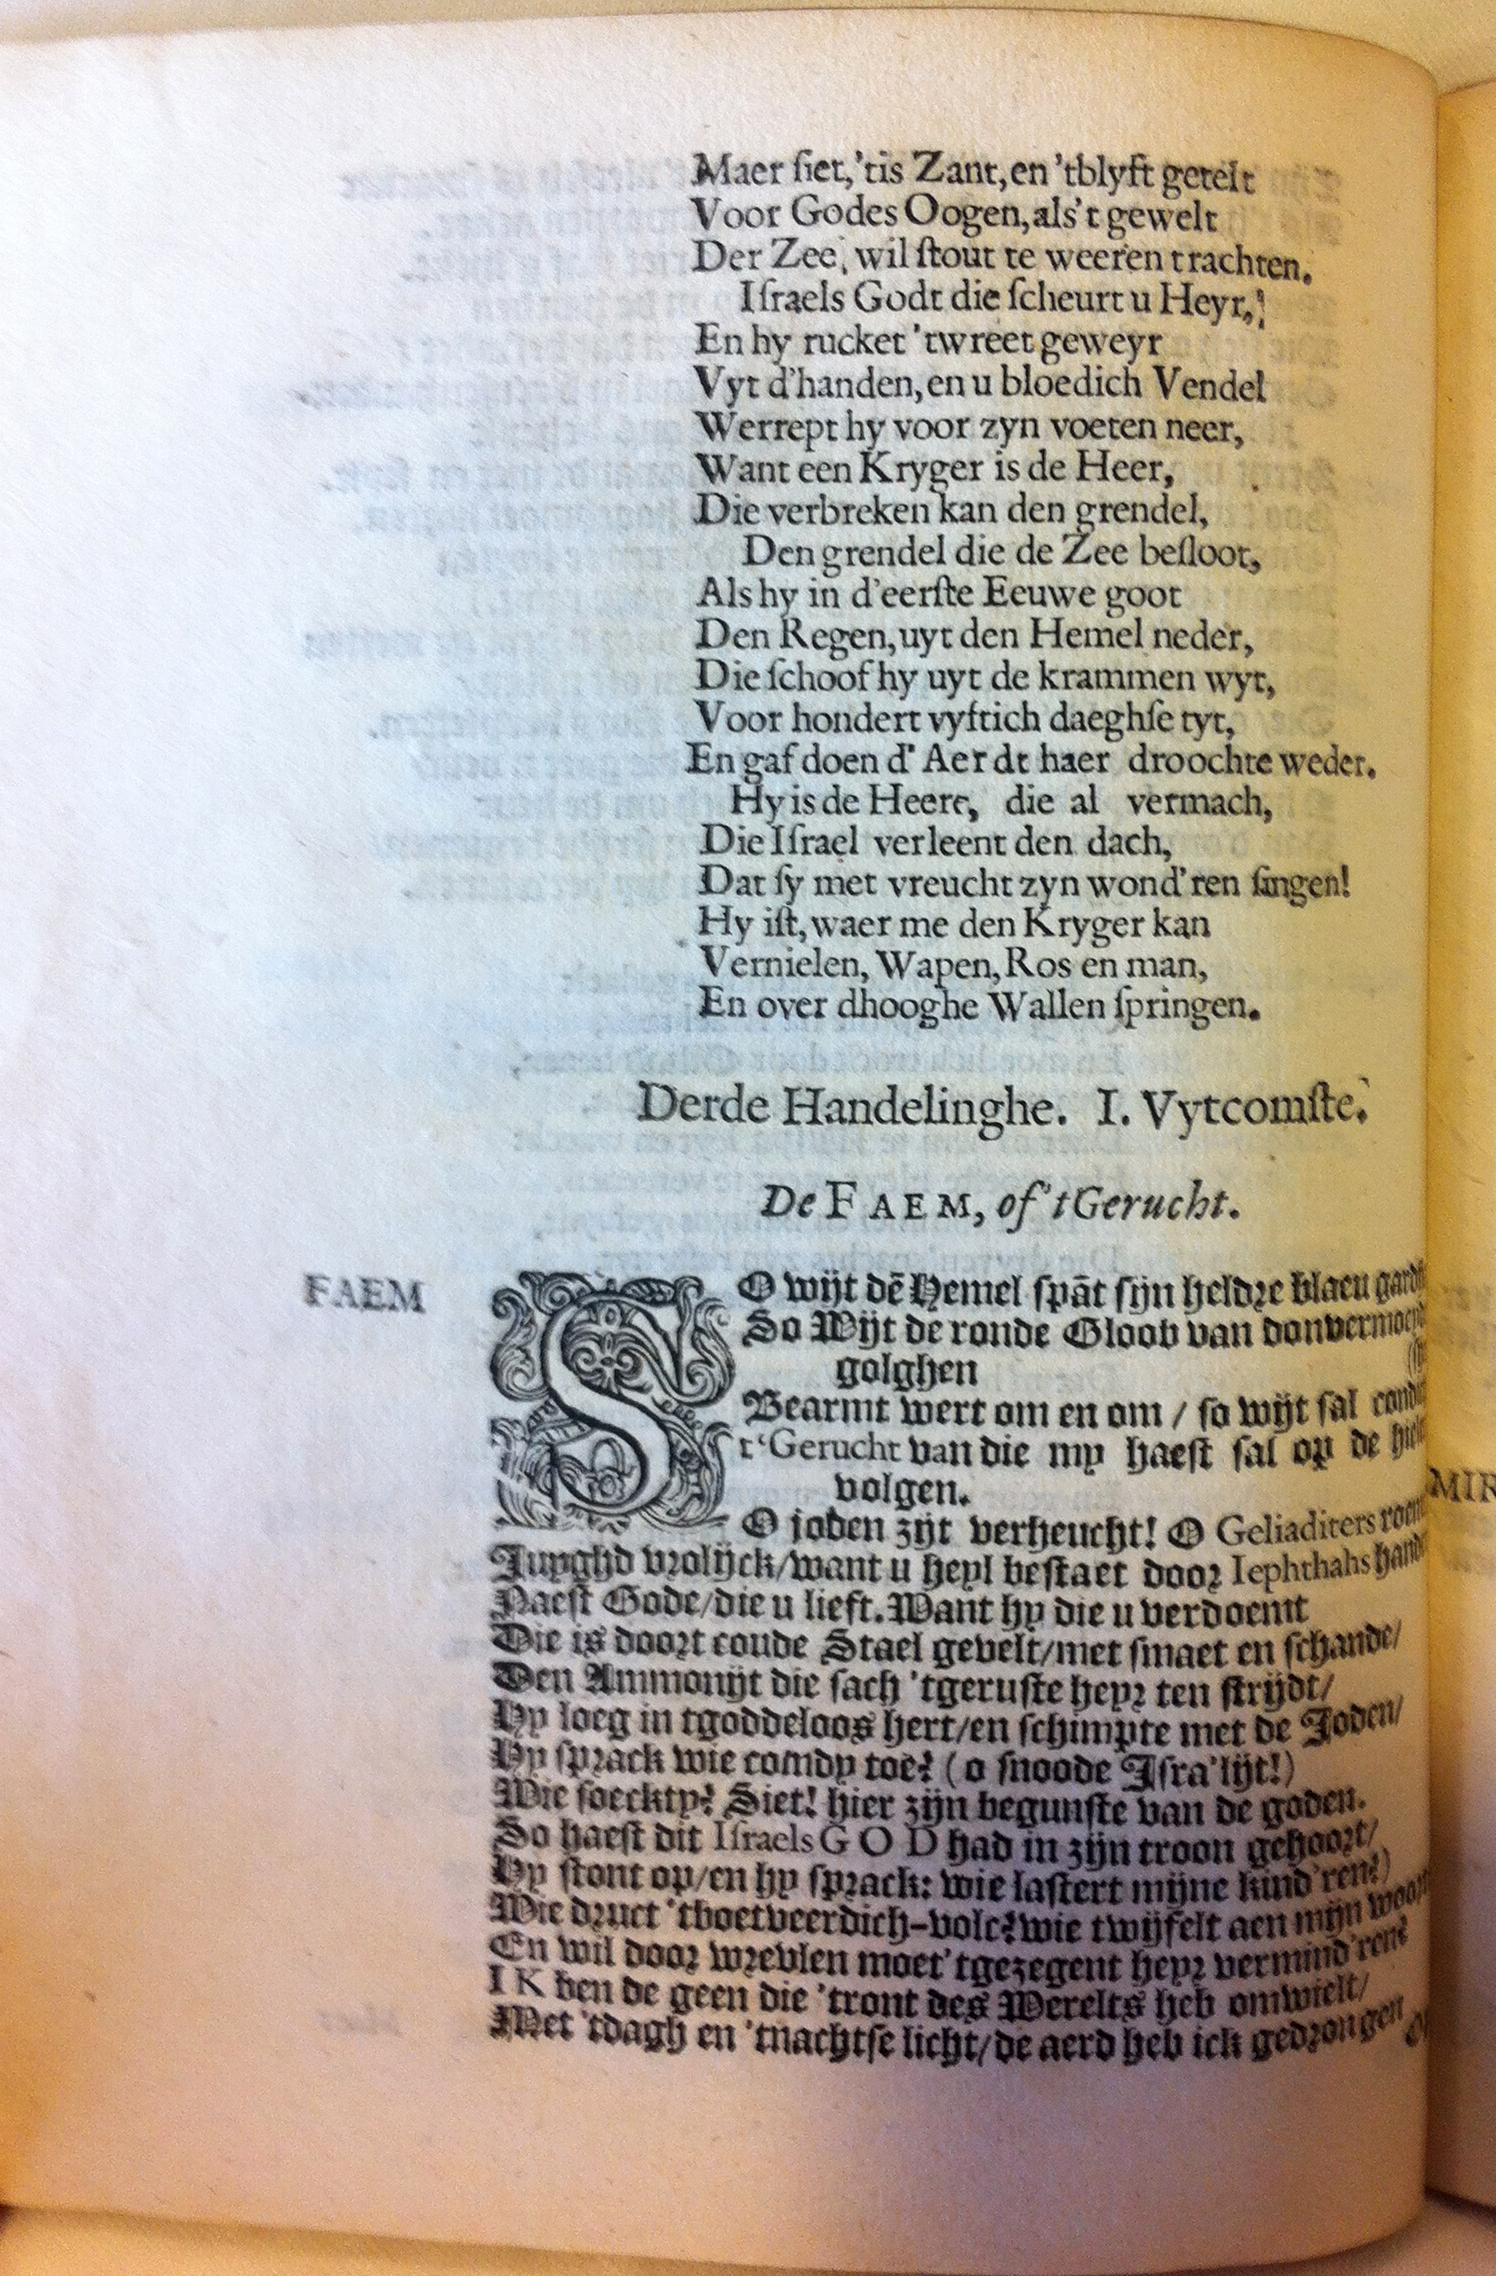 Maer ſiet,'tis Zant,en 'tblyft getelt
Voor Godes Oogen,als't gewelt
Der Zee, wil ſtout te weeren trachten.
Iſraels Godt die ſcheurt u Heyr,
En hy rucket 'twreet geweyr
Vyt d'handen,en u bloedich Vendel
Werrept hy voor zyn voeten neer,
Want een Kryger is de Heer,
Die verbreken kan den grendel,
Den grendel die de Zee beſloot,
Als hy in d'eerſte Eeuwe goot
Den Regen,uyt den Hemel neder,
Die ſchoof hy uyt de krammen wyt,
Voor hondert vyftich daeghſe tyt,
En gaf doen d'Aerdt haer droochte weder.
Hy is de Heere, die al vermach,
Die Iſrael verleent den dach,
Dat ſy met vreucht zyn wond'ren ſingen!
Hy iſt,waer me den Kryger kan
Vernielen, Wapen,Ros en man,
En over dhooghe Wallen ſpringen.
Derde Handelinghe. I. Vytcomſte.
De FAEM, of 'tGerucht.
FAEM
SO wijt dē Hemel ſpāt ſijn heldre blaeu
So Wijt de ronde Gloob van
golghen
Bearmt wert om en om / ſo wijt ſal
t'Gerucht van die my haeſt ſal op de
volgen.
O joden zijt verheucht! O Geliaditers
Iuyghd vrolijck/want u heyl beſtaet door Iephthahs
Naeſt Gode/die u lieft.Want hy die u verdoemt
Die is doort coude Stael gevelt/met ſmaet en ſchande/
Den Ammonijt die ſach 'tgeruſte heyr ten ſtrijdt/
Hy loeg in tgoddeloos hert/en ſchimpte met de Joden/
Hy ſprack wie comdy toe? (o ſnoode Iſra'lijt!)
Wie ſoeckty? Siet! hier zijn begunſte van de goden.
So haeſt dit Iſraels GOD had in zijn troon gehoort/
Hy ſtont op/en hy ſprack: wie laſtert mijne kind'ren?)
Wie druct 'tboetveerdich-volc?wie twijfelt aen mijn woort
En wil door wrevlen moet'tgezegent heyr vermind'ren?
IK ben de geen die 'tront des Werelts heb omwielt/
Met 'tdagh en 'tnachtſe licht/de aerd heb ick gedrongen
MIR